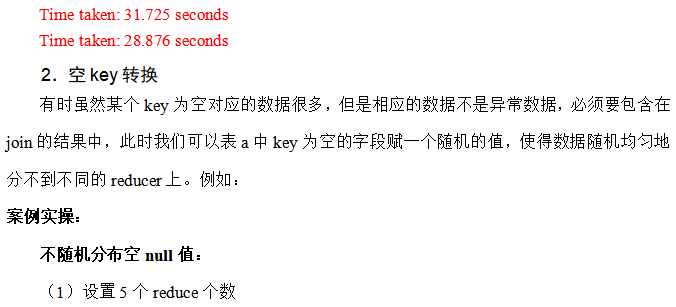 Time taken: 31.725 seconds
Time taken: 28.876 seconds
2．空key转换
有时虽然某个 key 为空对应的数据很多，但是相应的数据不是异常数据，必须要包含在
join 的结果中，此时我们可以表 a 中 key 为空的字段赋一个随机的值，使得数据随机均匀地
分不到不同的 reducer 上。例如：
案例实操：
不随机分布空 null 值：
（1）设置 5 个 reduce 个数